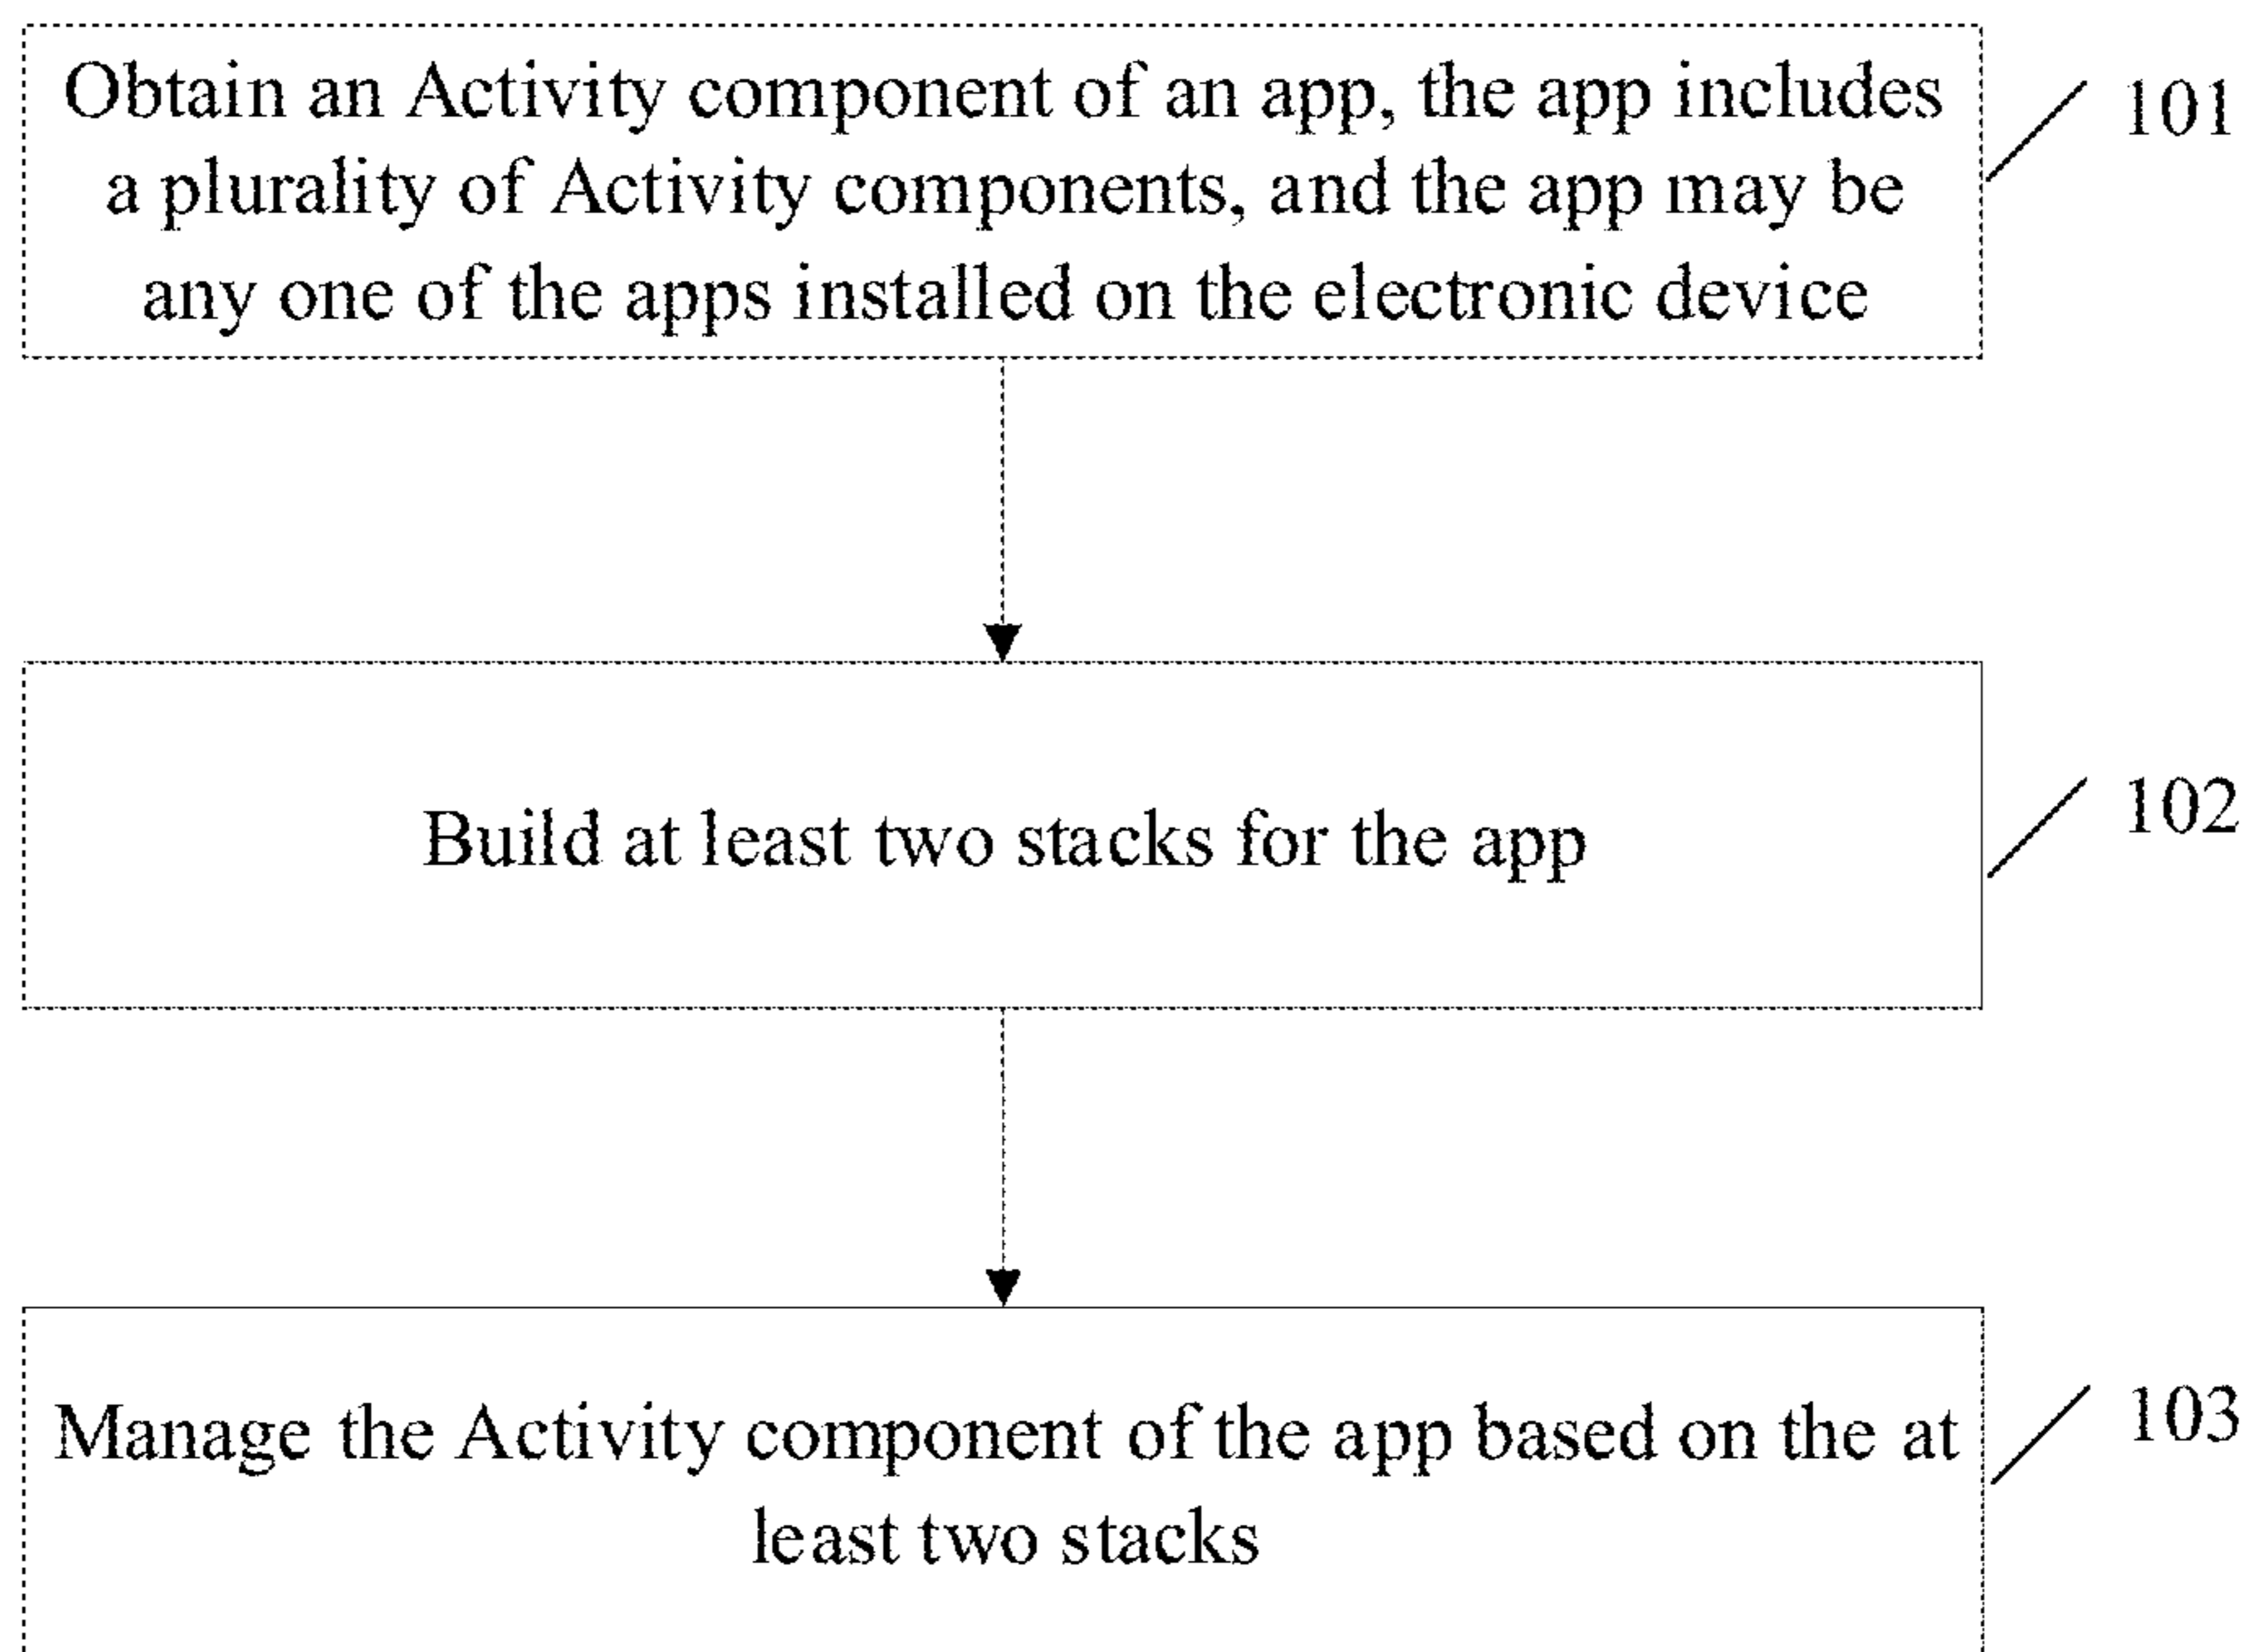 Obtain an Activity component of an app, the app includes
a plurality of Activity components, and the app may be
any one of the apps installed on the electronic device
101
Build at least two stacks for the app
102
Manage the Activity component of the app based on the at
least two stacks
103